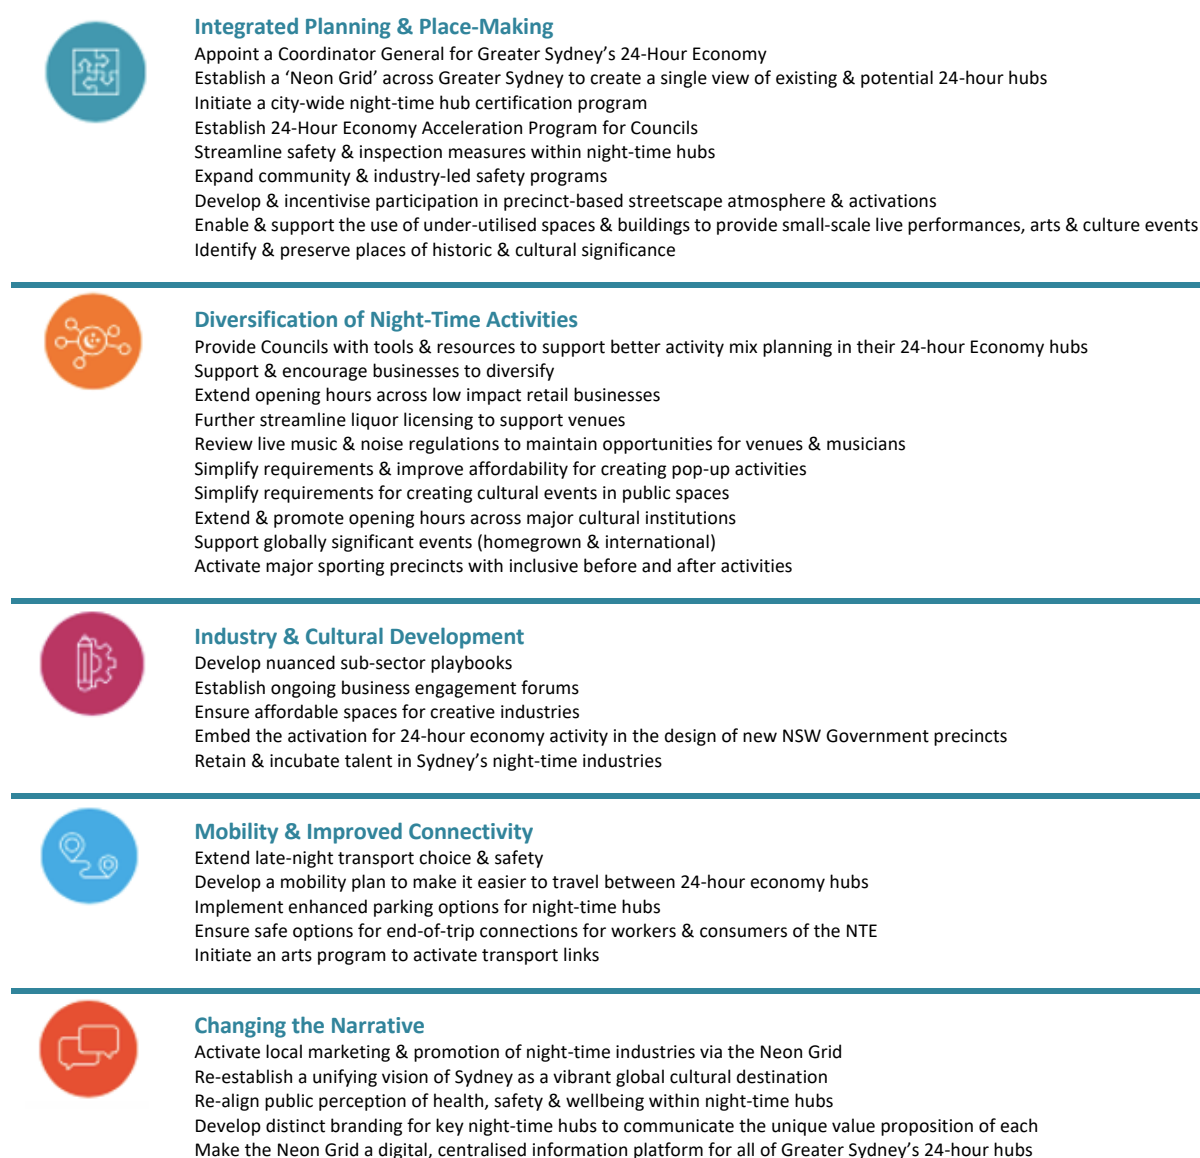 Integrated Planning & Place-Making
Appoint a Coordinator General for Greater Sydney’s 24-Hour Economy
Establish a ‘Neon Grid’ across Greater Sydney to create a single view of existing & potential 24-hour hubs
Initiate a city-wide night-time hub certification program
Establish 24-Hour Economy Acceleration Program for Councils
Streamline safety & inspection measures within night-time hubs
Expand community & industry-led safety programs
Develop & incentivise participation in precinct-based streetscape atmosphere & activations
Enable & support the use of under-utilised spaces & buildings to provide small-scale live performances, arts & culture events
Identify & preserve places of historic & cultural significance
Diversification of Night-Time Activities
Provide Councils with tools & resources to support better activity mix planning in their 24-hour Economy hubs
Support & encourage businesses to diversify
Extend opening hours across low impact retail businesses
Further streamline liquor licensing to support venues
Review live music & noise regulations to maintain opportunities for venues & musicians
Simplify requirements & improve affordability for creating pop-up activities
Simplify requirements for creating cultural events in public spaces
Extend & promote opening hours across major cultural institutions
Support globally significant events (homegrown & international)
Activate major sporting precincts with inclusive before and after activities
Industry & Cultural Development
Develop nuanced sub-sector playbooks
Establish ongoing business engagement forums
Ensure affordable spaces for creative industries
Embed the activation for 24-hour economy activity in the design of new NSW Government precincts
Retain & incubate talent in Sydney’s night-time industries
Mobility & Improved Connectivity
Extend late-night transport choice & safety
Develop a mobility plan to make it easier to travel between 24-hour economy hubs
Implement enhanced parking options for night-time hubs
Ensure safe options for end-of-trip connections for workers & consumers of the NTE
Initiate an arts program to activate transport links
Changing the Narrative
Activate local marketing & promotion of night-time industries via the Neon Grid
Re-establish a unifying vision of Sydney as a vibrant global cultural destination
Re-align public perception of health, safety & wellbeing within night-time hubs
Develop distinct branding for key night-time hubs to communicate the unique value proposition of each
Make the Neon Grid a digital, centralised information platform for all of Greater Sydney’s 24-hour hubs